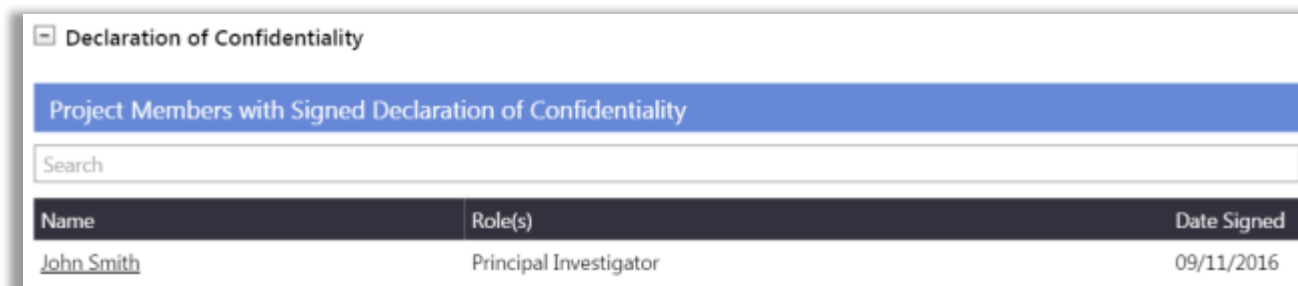 Declaration of Confidentiality
Project Members with Signed Declaration of Confidentiality
Search
Name Role(s) Date Signed
John Smith Principal Investigator 09/11/2016